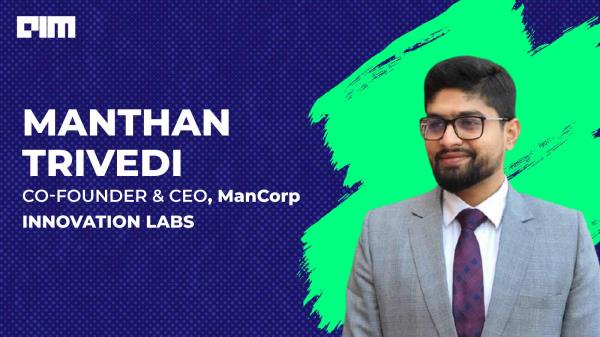 AIM
MANTHAN
TRIVEDI
CO-FOUNDER & CEO, ManCorp
INNOVATION LABS